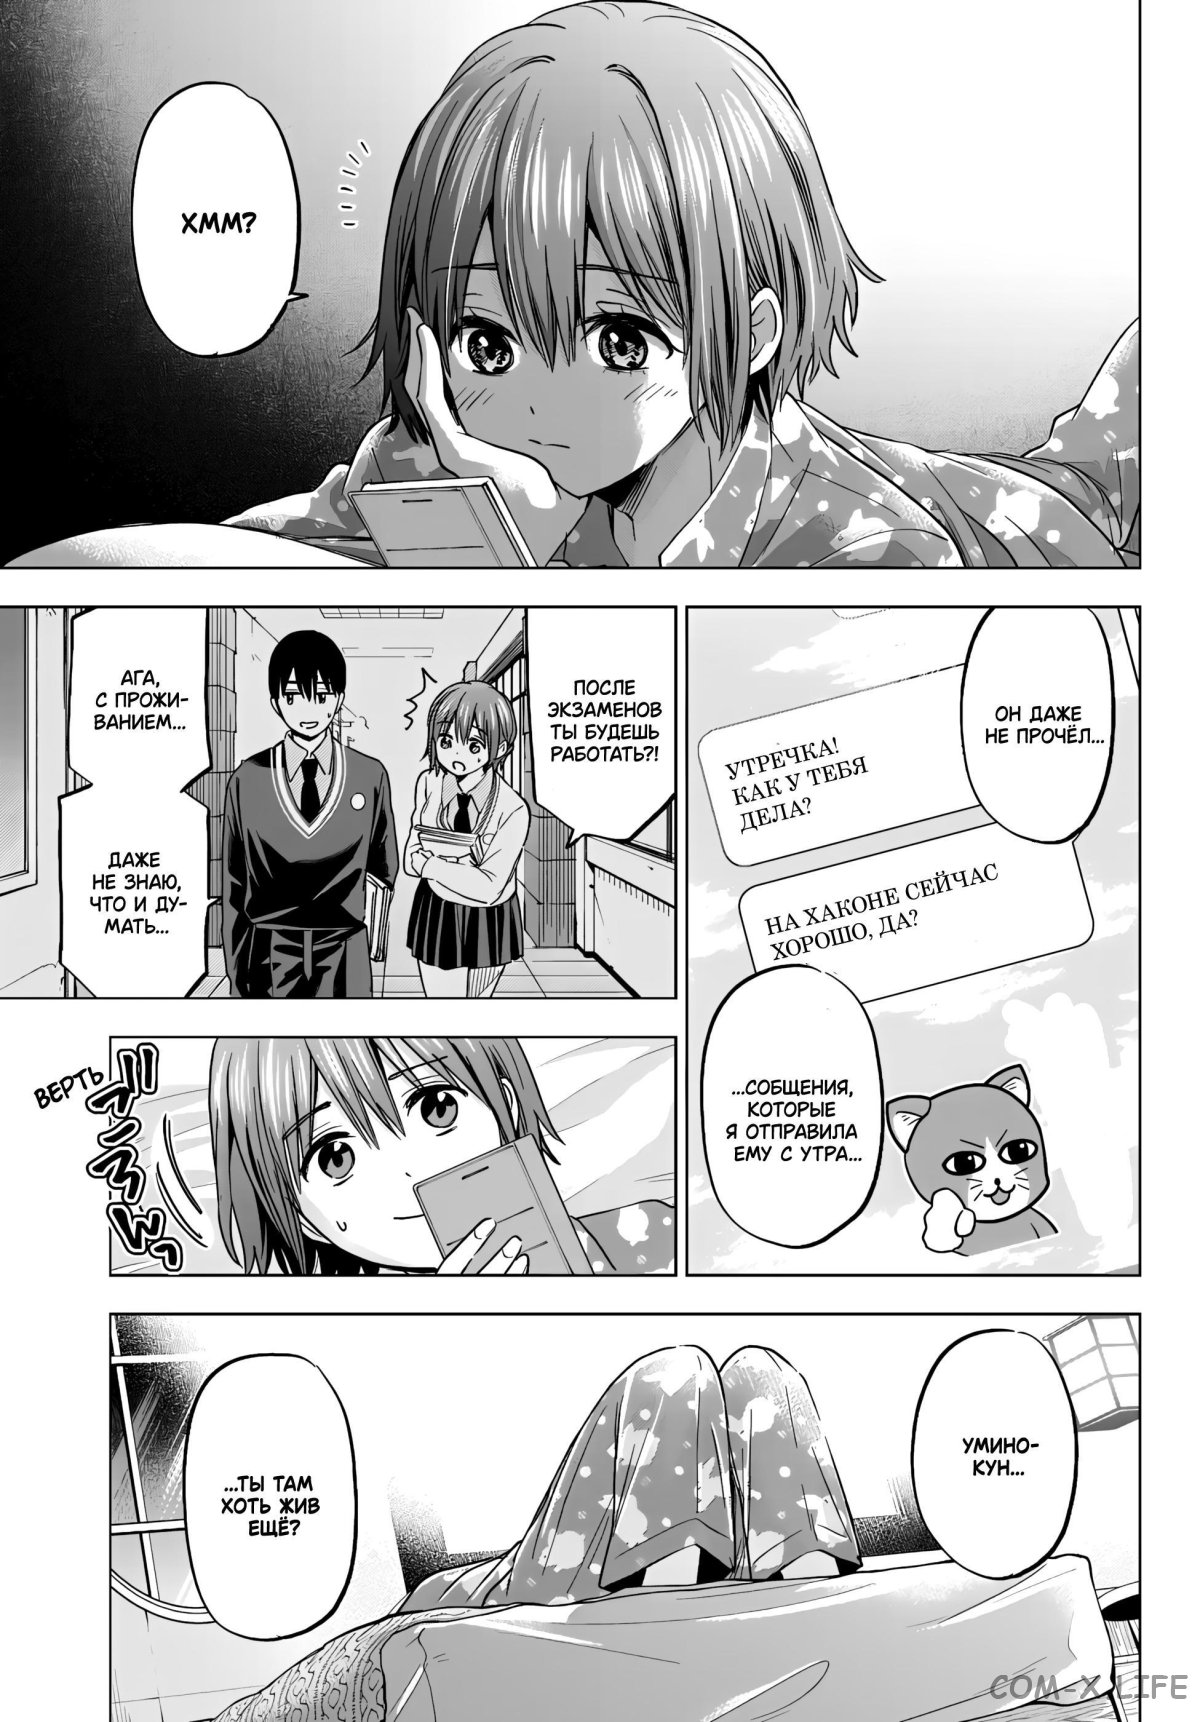 ХММ?
ОН ДАЖЕ
НЕ ПРОЧЁЛ...
УТРЕЧКА!
КАК У ТЕБЯ
ДЕЛА?
НА ХАКОНЕ СЕЙЧАС
ХОРОШО, ДА?
...СОБЩЕНИЯ,
КОТОРЫЕ
Я ОТПРАВИЛА
ЕМУ С УТРА...
ПОСЛЕ
ЭКЗАМЕНОВ
ТЫ БУДЕШЬ
РАБОТАТЬ?!
АГА,
С ПРОЖИ-
ВАНИЕМ...
ДАЖЕ
НЕ ЗНАЮ,
ЧТО И ДУ-
МАТЬ...
ВЕРТЬ
УМИНО-
КУН...
...ТЫ ТАМ
ХОТЬ ЖИВ
ЕЩЁ?
COM-X.LIFE